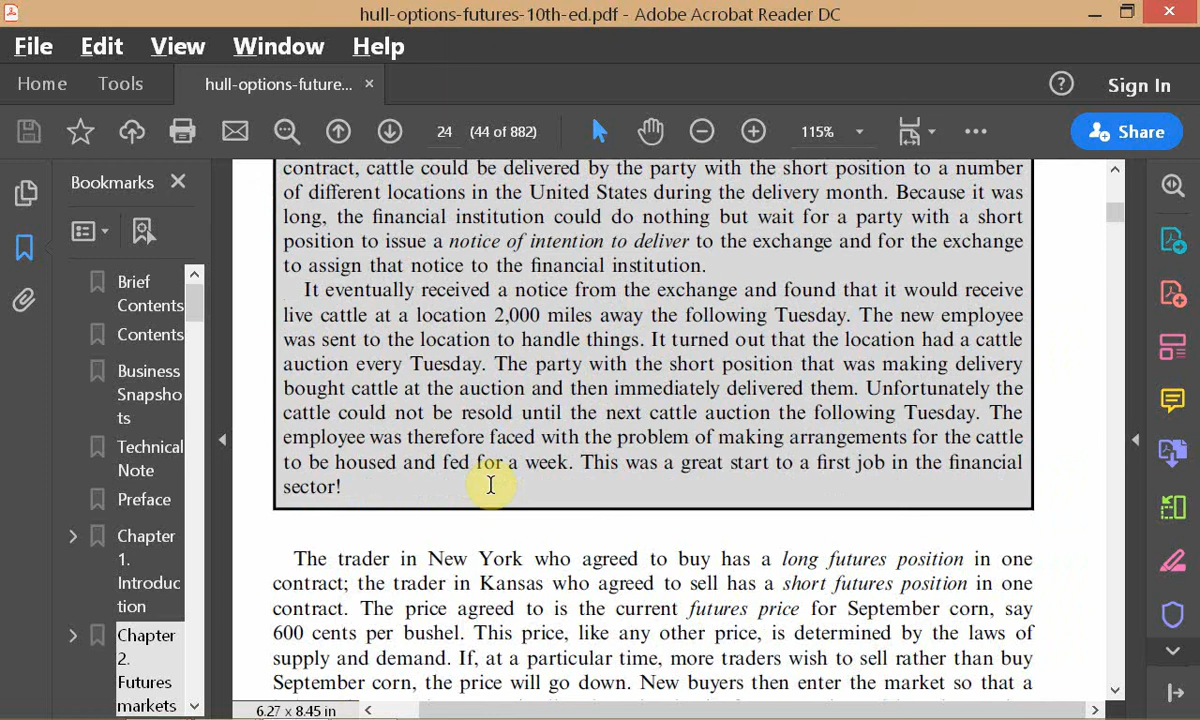 hull-options-futures-10th-ed.pdf - Adobe Acrobat Reader DC
File Edit View Window Help
Home Tools hull-options-future... × Sign In
24 (44 of 882) 115% Share
Bookmarks
Brief
Contents
Contents
Business
Snapsho
ts
Technical
Note
Preface
Chapter
1.
Introduc
tion
Chapter
2.
Futures
markets
contract, cattle could be delivered by the party with the short position to a number
of different locations in the United States during the delivery month. Because it was
long, the financial institution could do nothing but wait for a party with a short
position to issue a notice of intention to deliver to the exchange and for the exchange
to assign that notice to the financial institution.
It eventually received a notice from the exchange and found that it would receive
live cattle at a location 2,000 miles away the following Tuesday. The new employee
was sent to the location to handle things. It turned out that the location had a cattle
auction every Tuesday. The party with the short position that was making delivery
bought cattle at the auction and then immediately delivered them. Unfortunately the
cattle could not be resold until the next cattle auction the following Tuesday. The
employee was therefore faced with the problem of making arrangements for the cattle
to be housed and fed for a week. This was a great start to a first job in the financial
sector!
The trader in New York who agreed to buy has a long futures position in one
contract; the trader in Kansas who agreed to sell has a short futures position in one
contract. The price agreed to is the current futures price for September corn, say
600 cents per bushel. This price, like any other price, is determined by the laws of
supply and demand. If, at a particular time, more traders wish to sell rather than buy
September corn, the price will go down. New buyers then enter the market so that a
6.27 x 8.45 in